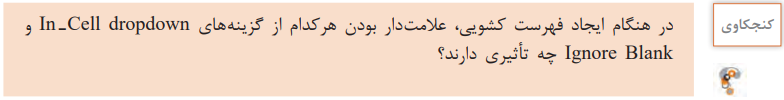 کنجکاوی
در هنگام ایجاد فهرست کشویی، علامت‌دار بودن هرکدام از گزینه‌های In_Cell dropdown و
Ignore Blank چه تأثیری دارند؟